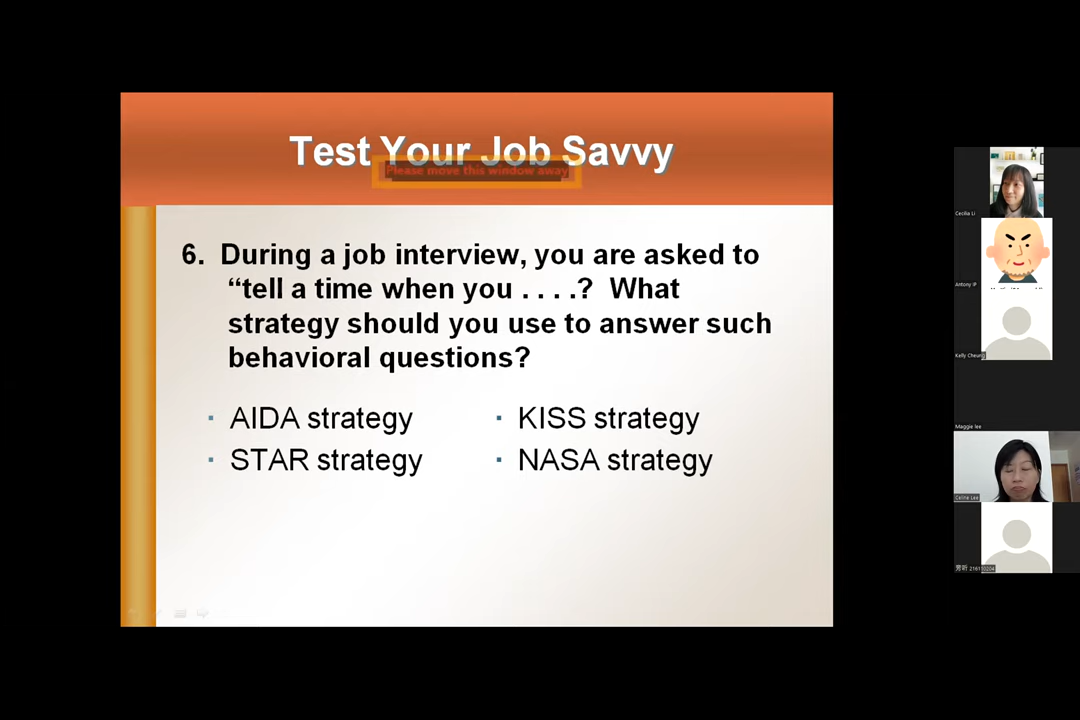 Test Your Job Savvy
Please move this window away
6. During a job interview, you are asked to
“tell a time when you . . . .? What
strategy should you use to answer such
behavioral questions?
· AIDA strategy
· KISS strategy
· STAR strategy
· NASA strategy
Cecilia Li
Antony IP
Kelly Cheung
Maggie lee
Celine Lee